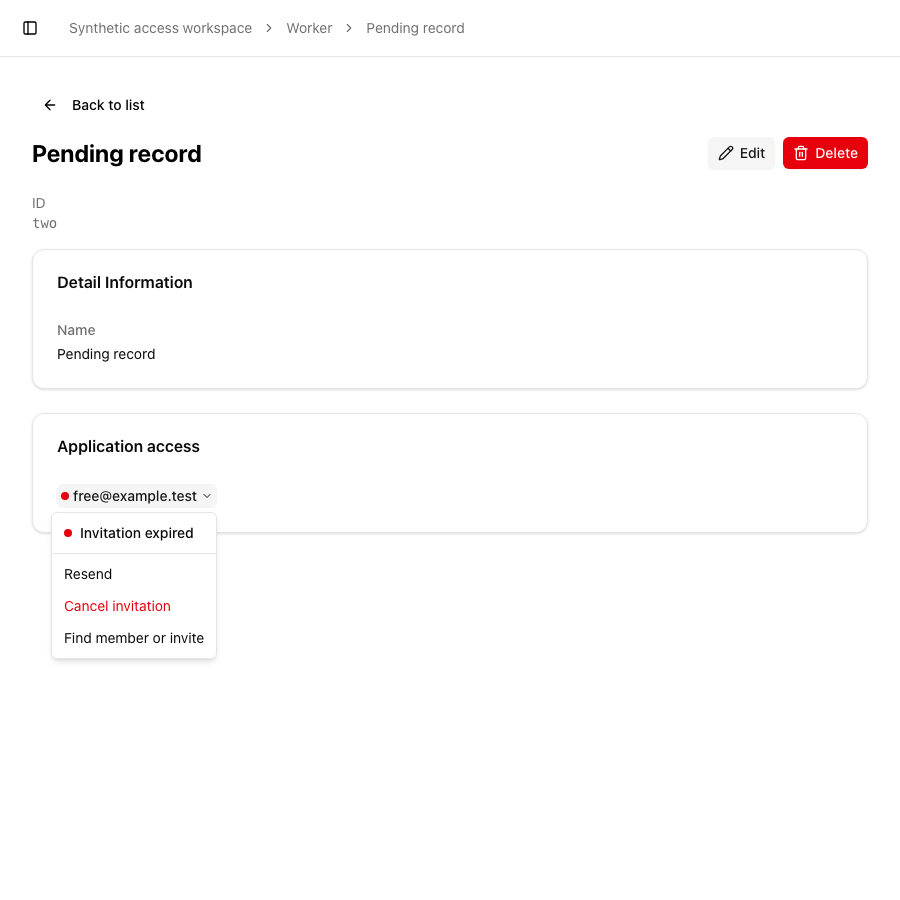 Synthetic access workspace > Worker > Pending record
Back to list
Pending record
Edit
Delete
ID
two
Detail Information
Name
Pending record
Application access
free@example.test
Invitation expired
Resend
Cancel invitation
Find member or invite